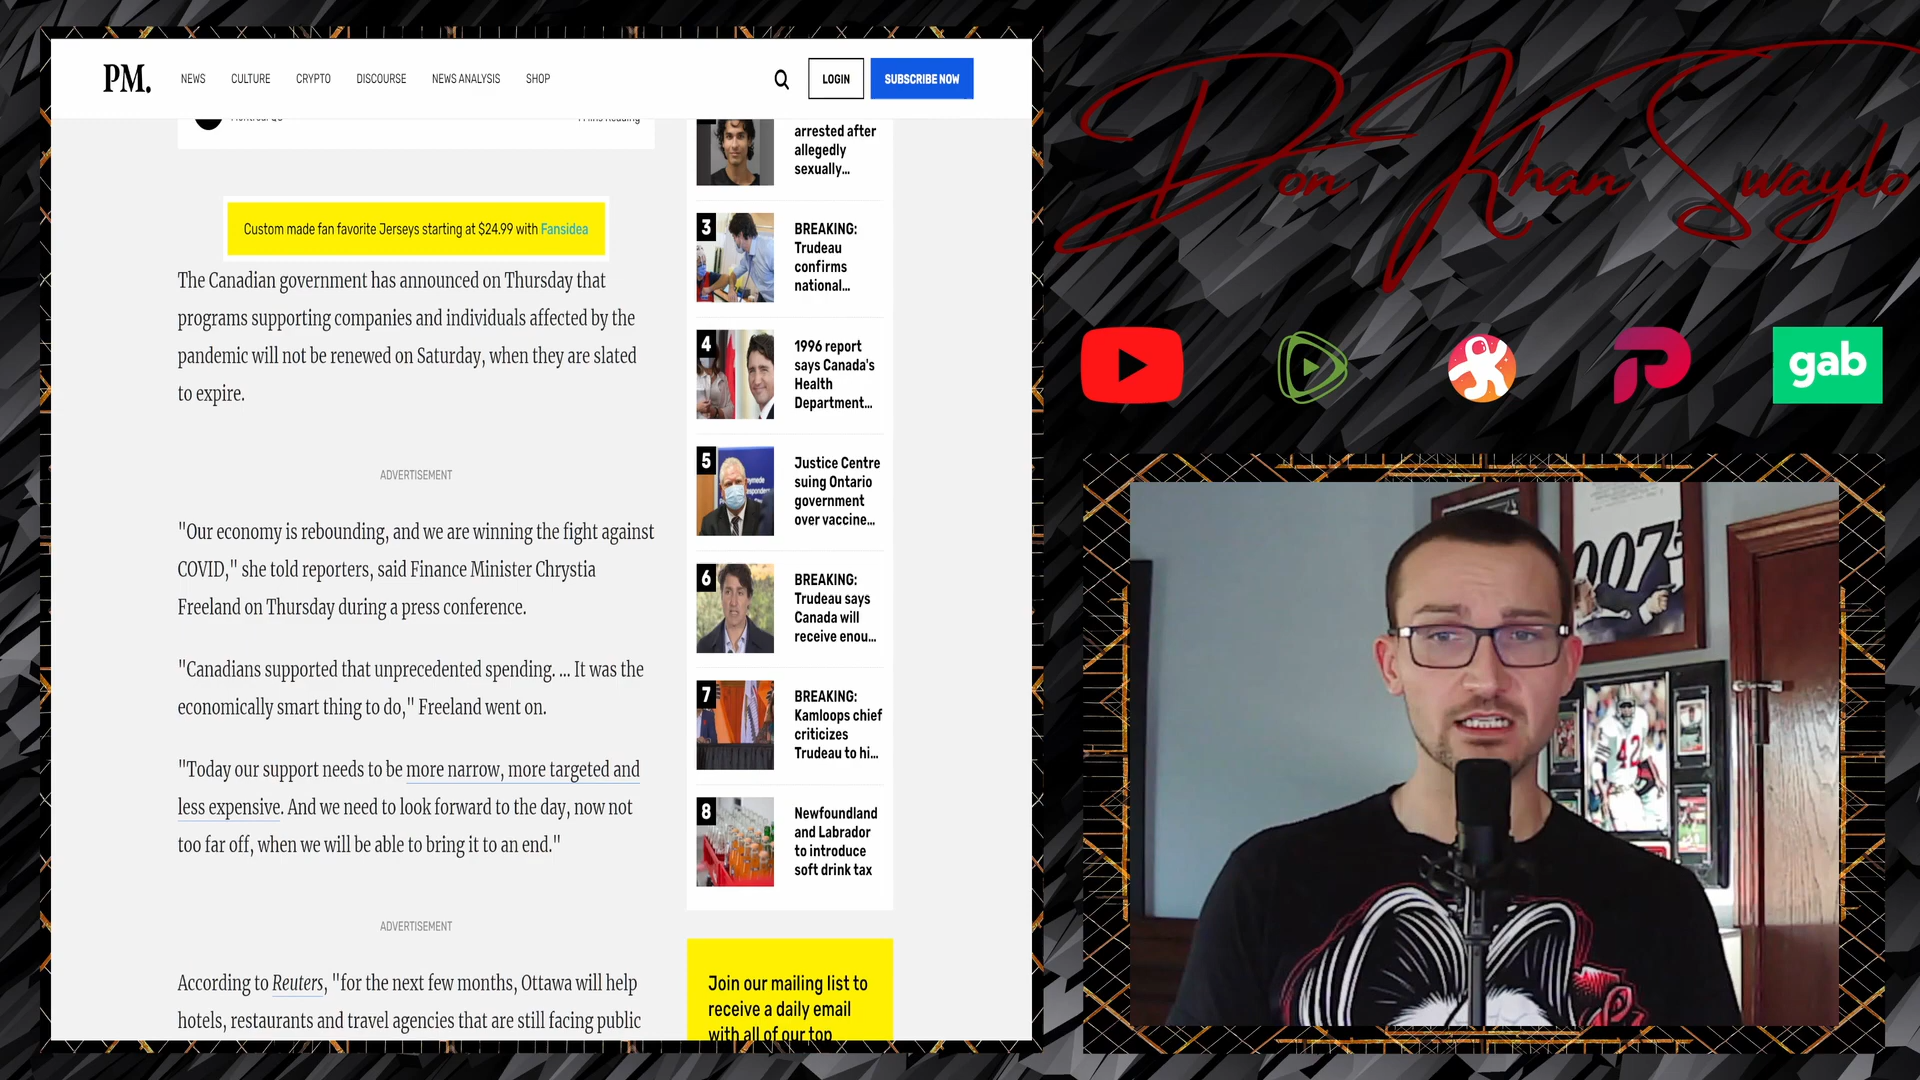 PM.
NEWS
CULTURE
CRYPTO
DISCOURSE
NEWS ANALYSIS
SHOP
LOGIN
SUBSCRIBE NOW
Custom made fan favorite Jerseys starting at $24.99 with Fansidea
The Canadian government has announced on Thursday that
programs supporting companies and individuals affected by the
pandemic will not be renewed on Saturday, when they are slated
to expire.
ADVERTISEMENT
"Our economy is rebounding, and we are winning the fight against
COVID," she told reporters, said Finance Minister Chrystia
Freeland on Thursday during a press conference.
"Canadians supported that unprecedented spending. ... It was the
economically smart thing to do," Freeland went on.
"Today our support needs to be more narrow, more targeted and
less expensive. And we need to look forward to the day, now not
too far off, when we will be able to bring it to an end."
ADVERTISEMENT
According to Reuters, "for the next few months, Ottawa will help
hotels, restaurants and travel agencies that are still facing public
arrested after
allegedly
sexually...
3
BREAKING:
Trudeau
confirms
national...
4
1996 report
says Canada's
Health
Department...
5
Justice Centre
suing Ontario
government
over vaccine...
6
BREAKING:
Trudeau says
Canada will
receive enou...
7
BREAKING:
Kamloops chief
criticizes
Trudeau to hi...
8
Newfoundland
and Labrador
to introduce
soft drink tax
Join our mailing list to
receive a daily email
with all of our top
Don Khan Swaylo
gab
007
42